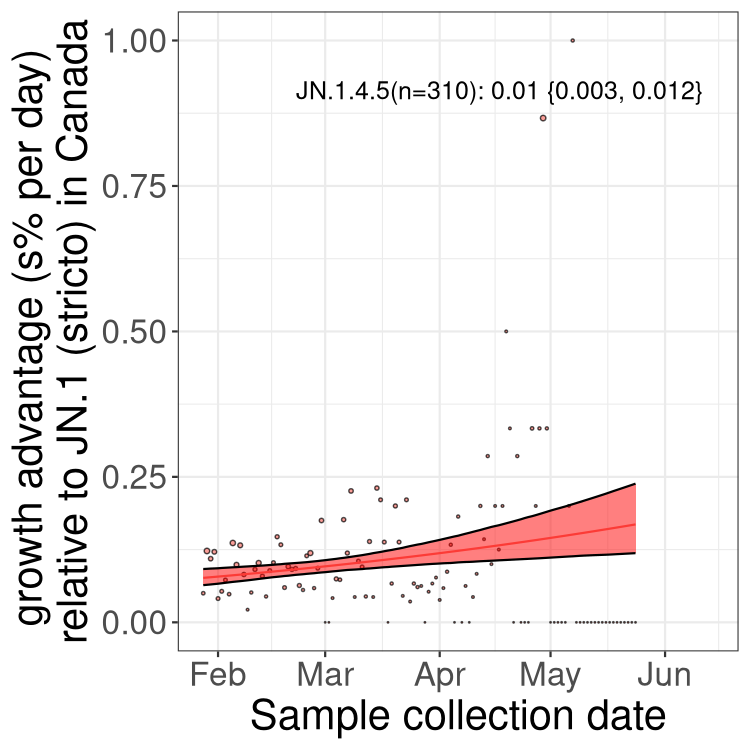 growth advantage (s% per day)
relative to JN.1 (stricto) in Canada
1.00
0.75
0.50
0.25
0.00
JN.1.4.5(n=310): 0.01 {0.003, 0.012}
Feb Mar Apr May Jun
Sample collection date